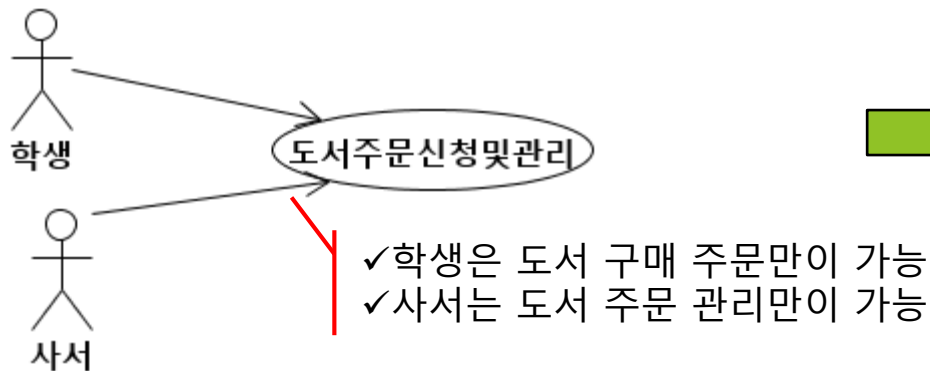 학생
도서주문신청및관리
사서
✓학생은 도서 구매 주문만이 가능
✓사서는 도서 주문 관리만이 가능